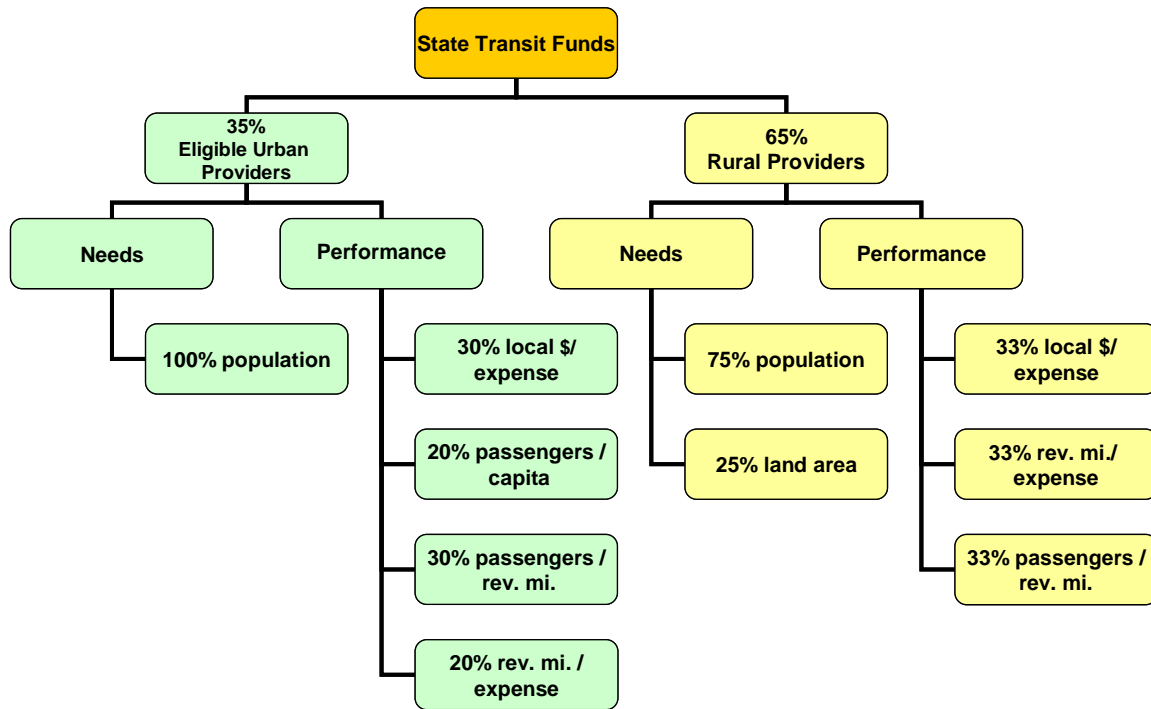 State Transit Funds
35%
Eligible Urban
Providers
65%
Rural Providers
Needs
Performance
Needs
Performance
100% population
30% local $/
expense
20% passengers /
capita
30% passengers /
rev. mi.
20% rev. mi. /
expense
75% population
25% land area
33% local $/
expense
33% rev. mi./
expense
33% passengers /
rev. mi.